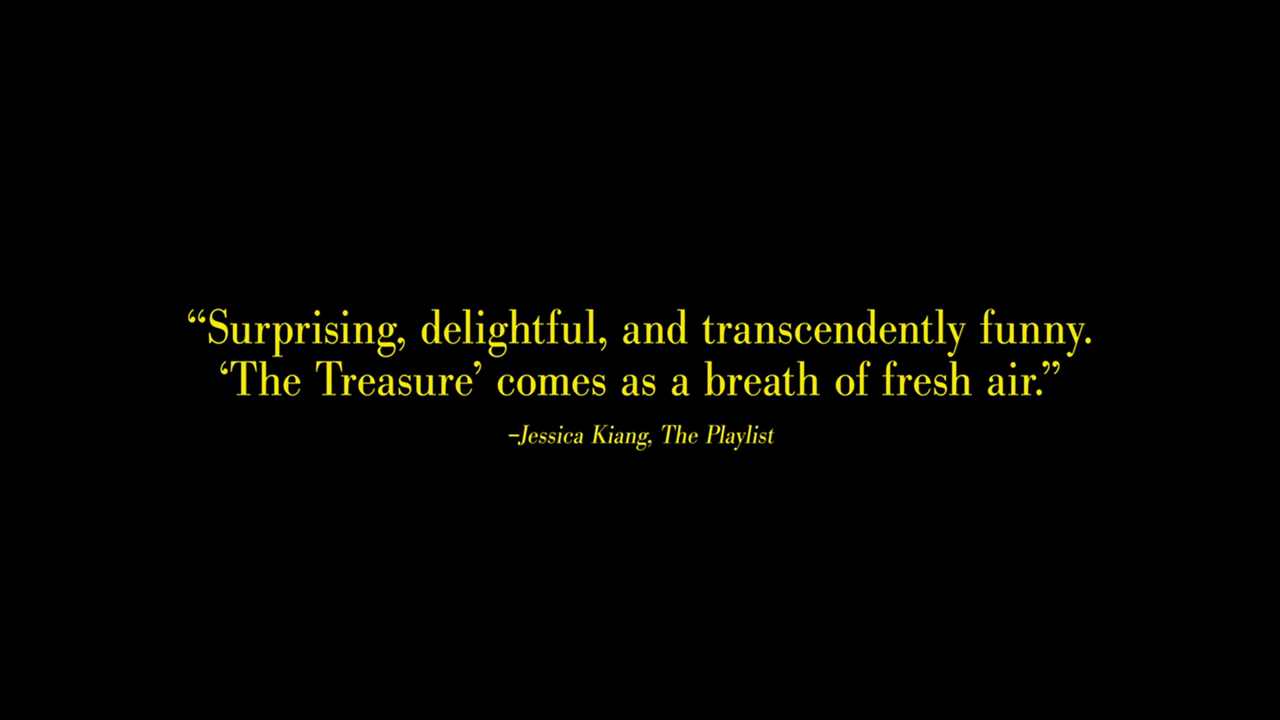 “Surprising, delightful, and transcendently funny.
‘The Treasure’ comes as a breath of fresh air.”
–Jessica Kiang, The Playlist